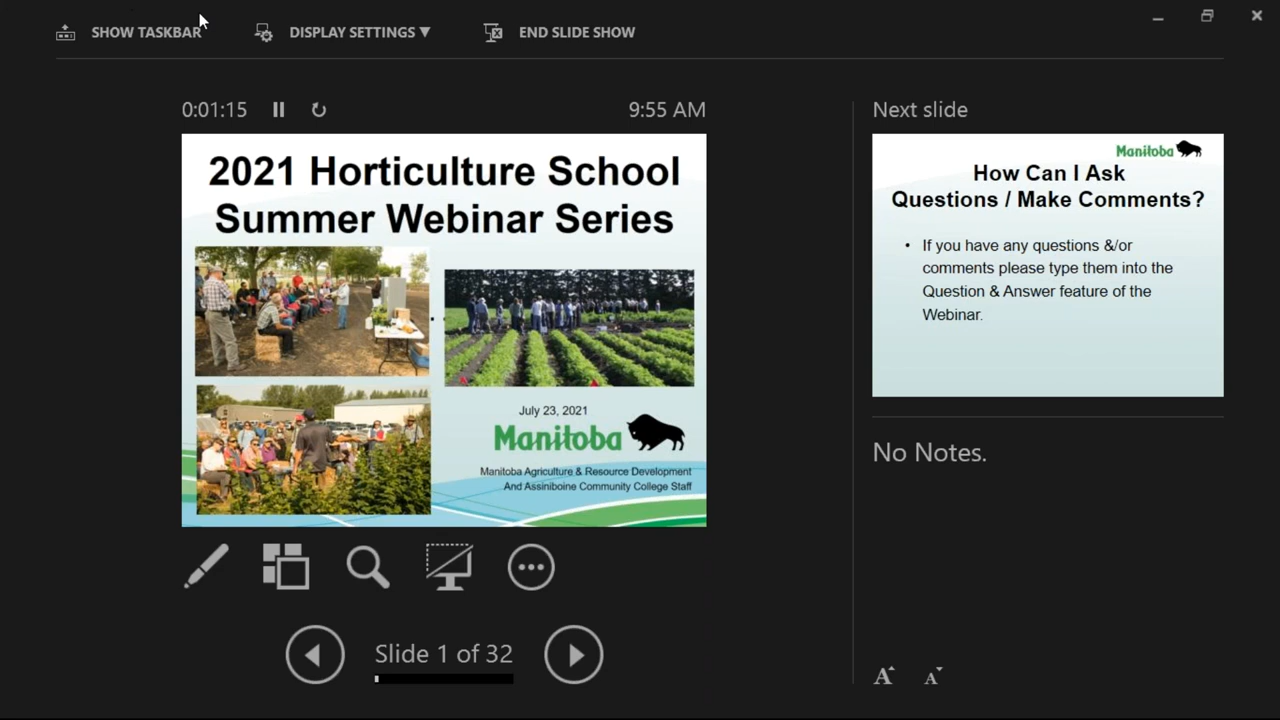 SHOW TASKBAR
DISPLAY SETTINGS ▼
END SLIDE SHOW
0:01:15
9:55 AM
2021 Horticulture School
Summer Webinar Series
July 23, 2021
Manitoba
Manitoba Agriculture & Resource Development
And Assiniboine Community College Staff
Slide 1 of 32
Next slide
Manitoba
How Can I Ask
Questions / Make Comments?
• If you have any questions &/or
comments please type them into the
Question & Answer feature of the
Webinar.
No Notes.
A A